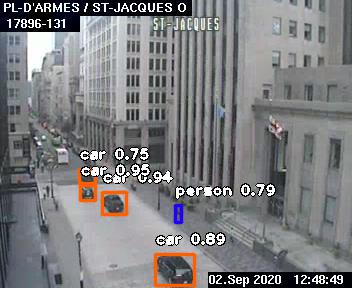 PL-D'ARMES / ST-JACQUES O
17896-131
ST-JACQUES
car 0.75
car 0.95
car 0.94
person 0.79
car 0.89
02.Sep 2020 12:48:49